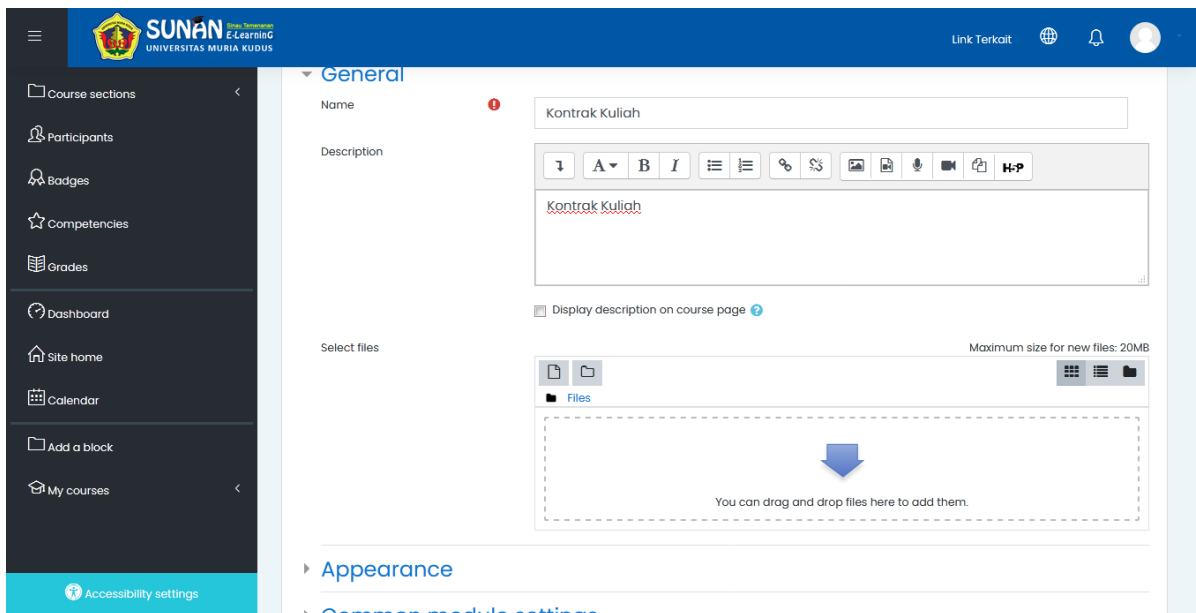 SUNAN Sinau Temenanan
E-LearninG
UNIVERSITAS MURIA KUDUS
Link Terkait
Course sections
Participants
Badges
Competencies
Grades
Dashboard
Site home
Calendar
Add a block
My courses
Accessibility settings
General
Name
Kontrak Kuliah
Description
A B I H-P
Kontrak Kuliah
Display description on course page
Select files
Maximum size for new files: 20MB
Files
You can drag and drop files here to add them.
Appearance
Common module settings